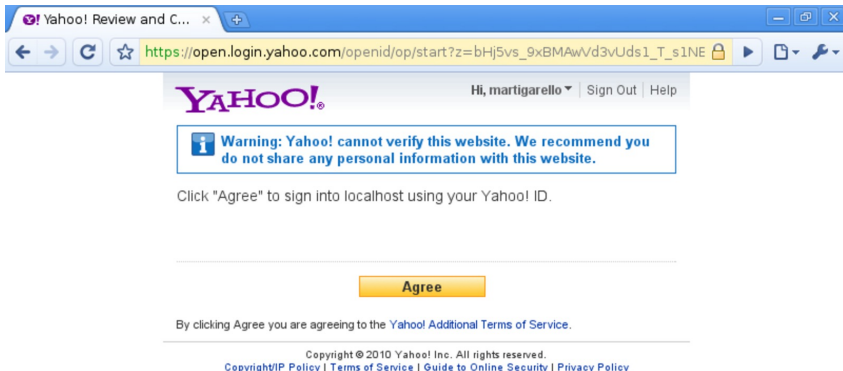 Yahoo! Review and C...
https://open.login.yahoo.com/openid/op/start?z=bHj5vs_9xBMAwVd3vUds1_T_s1NE
YAHOO!
Hi, martigarello Sign Out Help
Warning: Yahoo! cannot verify this website. We recommend you
do not share any personal information with this website.
Click "Agree" to sign into localhost using your Yahoo! ID.
Agree
By clicking Agree you are agreeing to the Yahoo! Additional Terms of Service.
Copyright © 2010 Yahoo! Inc. All rights reserved.
Copyright/IP Policy | Terms of Service | Guide to Online Security | Privacy Policy